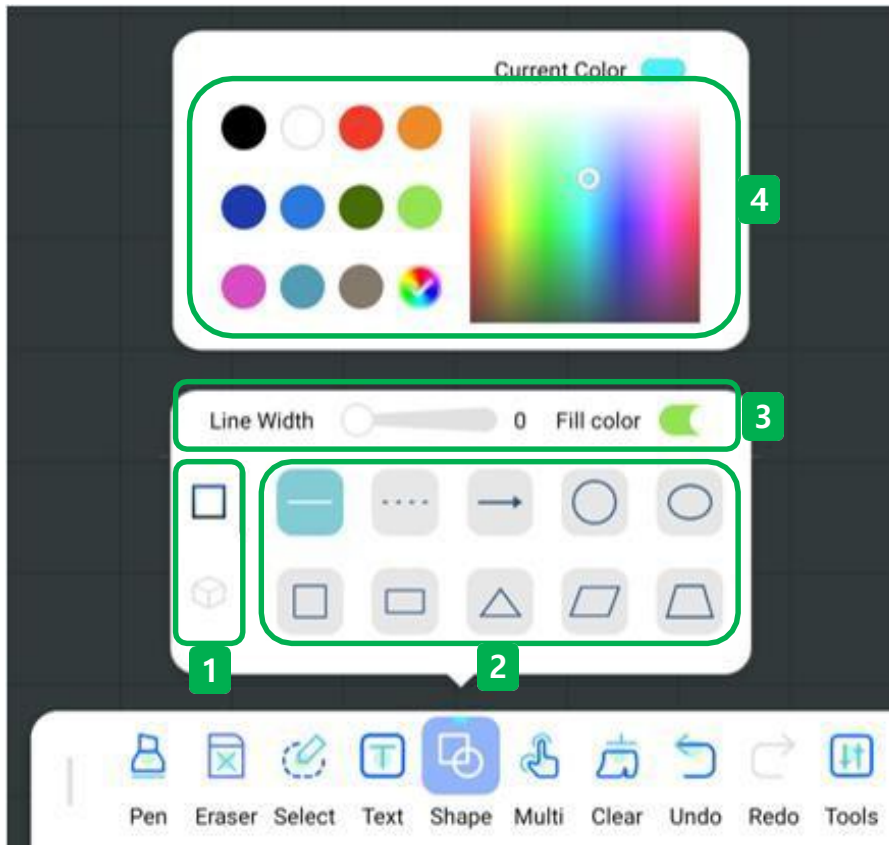 Current Color
4
Line Width 0 Fill color
3
1
2
T
Pen Eraser Select Text Shape Multi Clear Undo Redo Tools